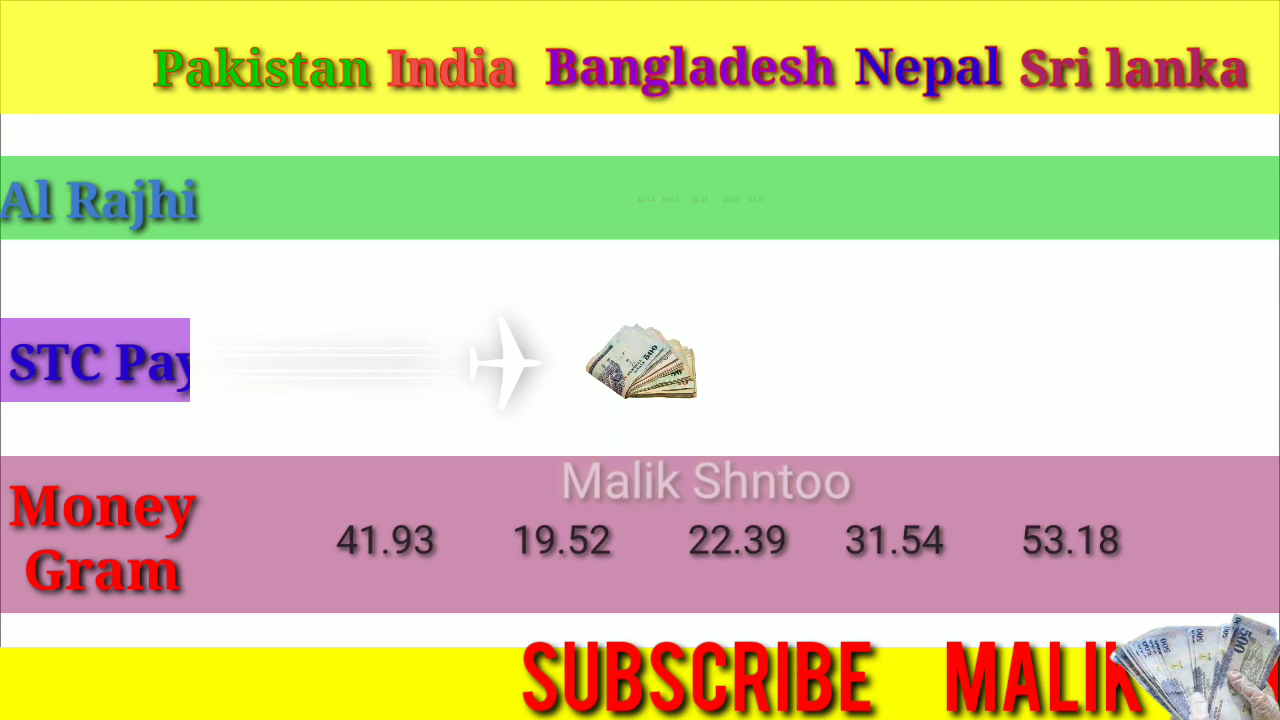 Pakistan India Bangladesh Nepal Sri lanka
Al Rajhi
STC Pay
Malik Shntoo
Money
Gram
41.93 19.52 22.39 31.54 53.18
SUBSCRIBE MALIK